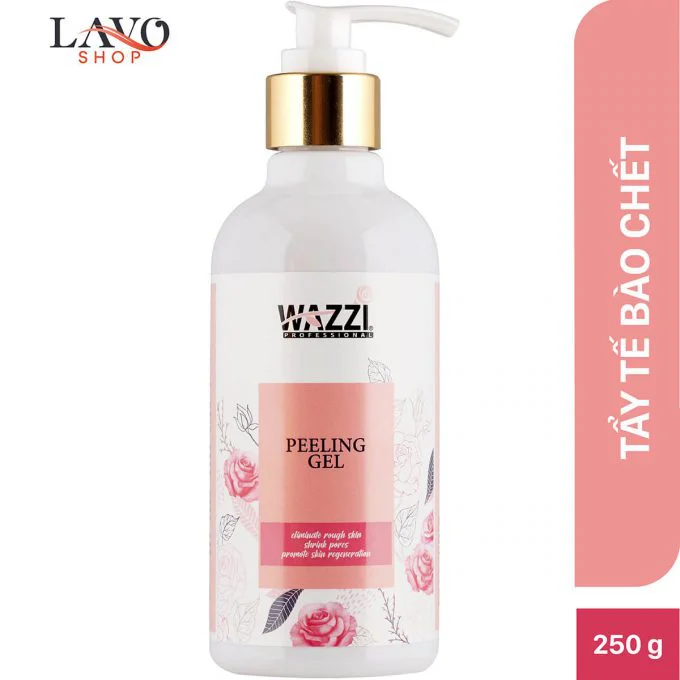 LAVO
SHOP
WAZZI®
PROFESSIONAL
PEELING
GEL
eliminate rough skin
shrink pores
promote skin regeneration
TẨY TẾ BÀO CHẾT
250 g